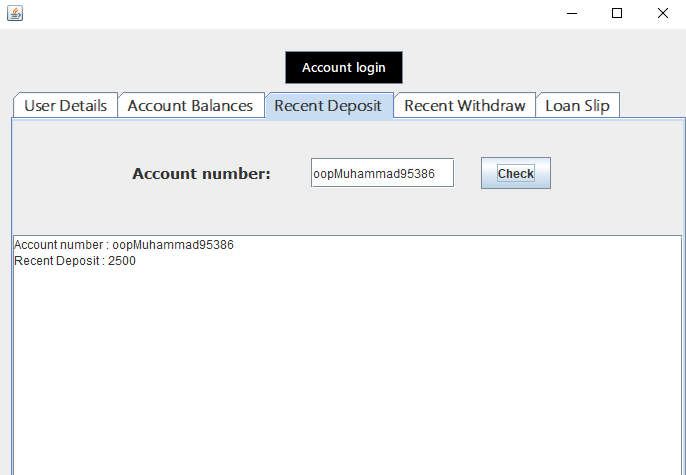 Account login
User Details Account Balances Recent Deposit Recent Withdraw Loan Slip
Account number: oopMuhammad95386 Check
Account number : oopMuhammad95386
Recent Deposit : 2500